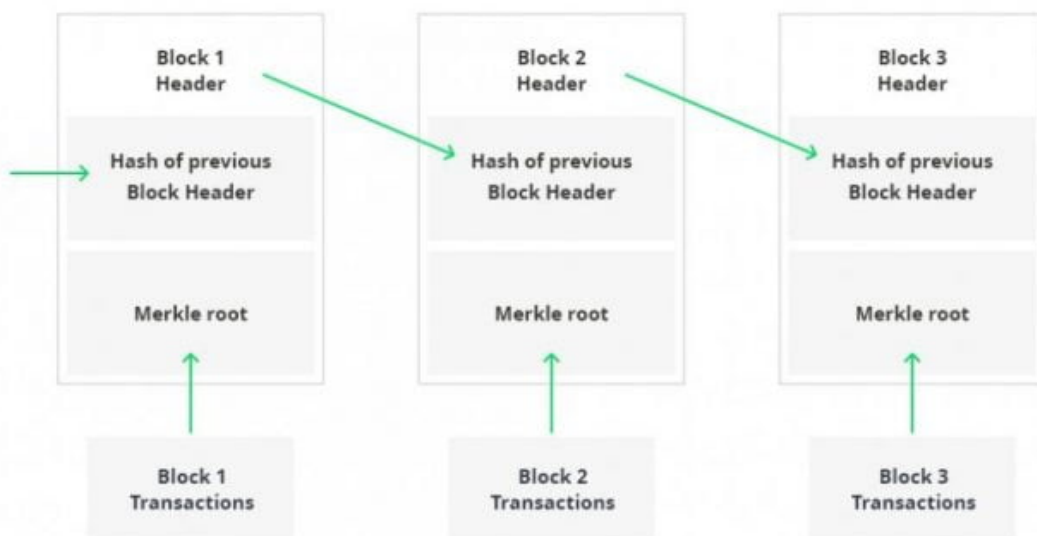 Block 1
Header
Block 2
Header
Block 3
Header
Hash of previous
Block Header
Hash of previous
Block Header
Hash of previous
Block Header
Merkle root
Merkle root
Merkle root
Block 1
Transactions
Block 2
Transactions
Block 3
Transactions